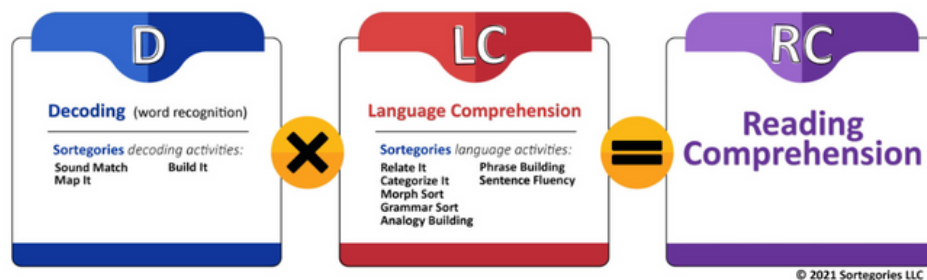 D
Decoding (word recognition)
Sortegories decoding activities:
Sound Match Build It
Map It
×
LC
Language Comprehension
Sortegories language activities:
Relate It Phrase Building
Categorize It Sentence Fluency
Morph Sort
Grammar Sort
Analogy Building
=
RC
Reading
Comprehension
© 2021 Sortegories LLC